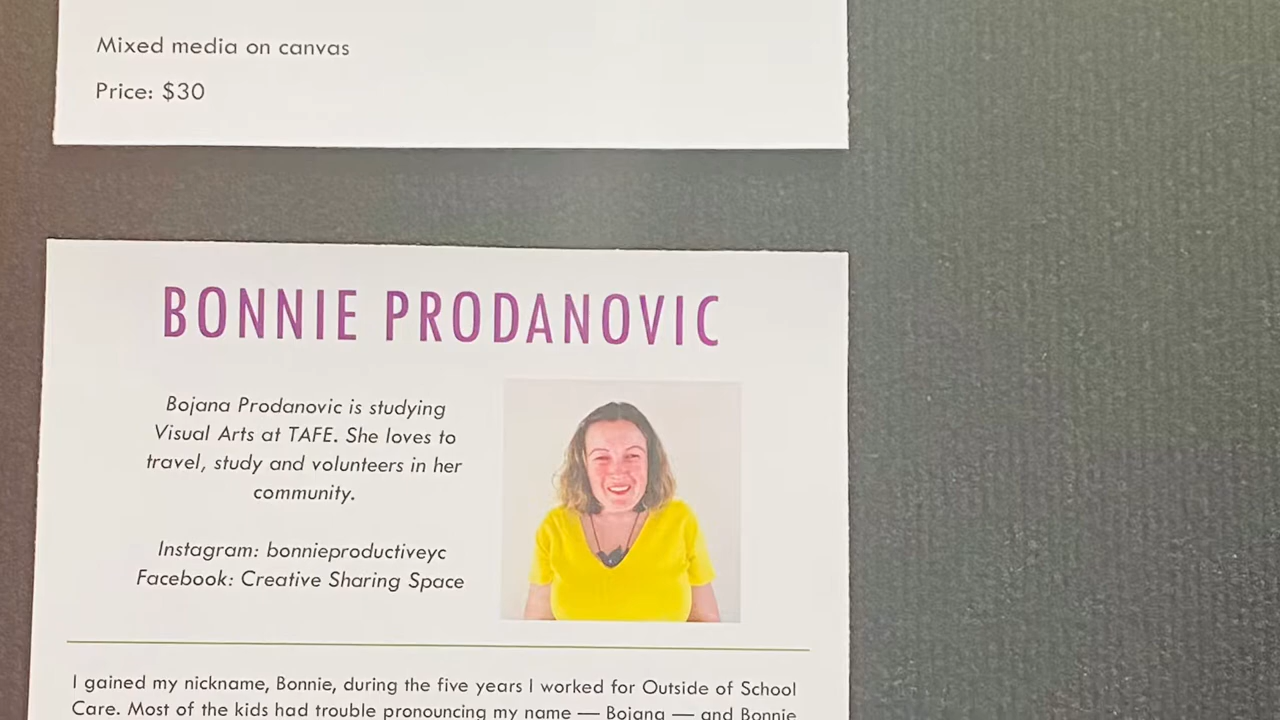 Mixed media on canvas
Price: $30
BONNIE PRODANOVIC
Bojana Prodanovic is studying
Visual Arts at TAFE. She loves to
travel, study and volunteers in her
community.
Instagram: bonnieproductiveyc
Facebook: Creative Sharing Space
I gained my nickname, Bonnie, during the five years I worked for Outside of School
Care. Most of the kids had trouble pronouncing my name — Bojana — and Bonnie